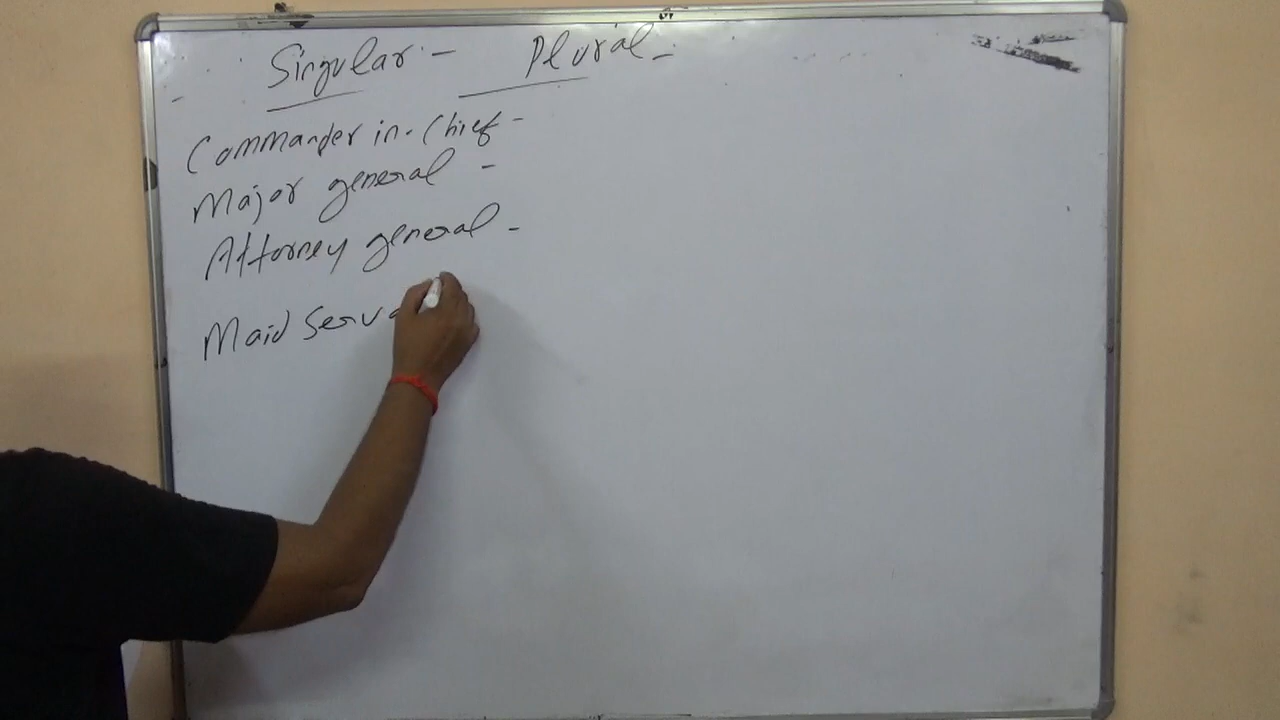 Singular - Plural -
Commander in-Chief -
Major general -
Attorney general -
Maid Serva